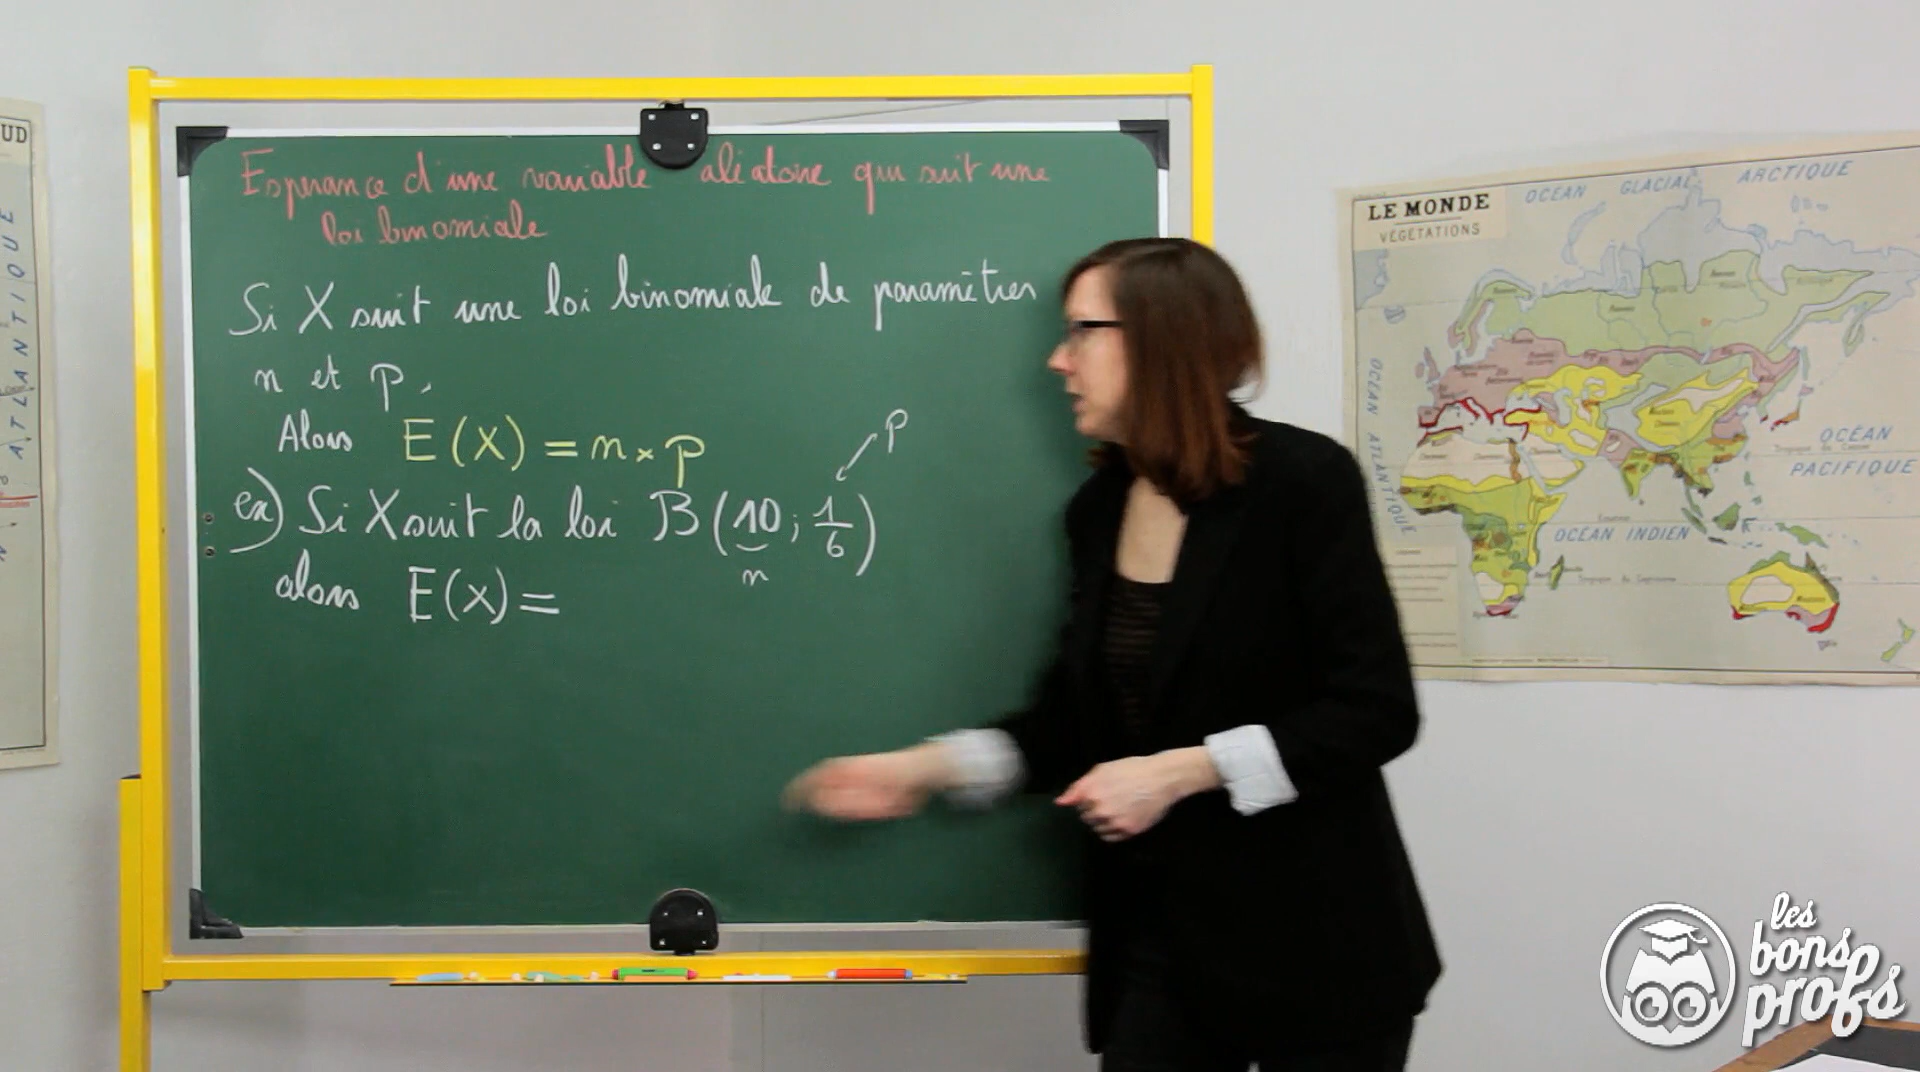 Esperance d'une variable aléatoire qui suit une
loi binomiale
Si X suit une loi binomiale de paramètres
n et p,
Alors E(X) = n × p
p
ex) Si X suit la loi B(10 ; 1/6)
n
alors E(X) =
UD
ATLANTIQUE
LE MONDE
VÉGÉTATIONS
OCÉAN GLACIAL ARCTIQUE
OCÉAN ATLANTIQUE
OCÉAN
PACIFIQUE
OCÉAN INDIEN
les
bons
profs